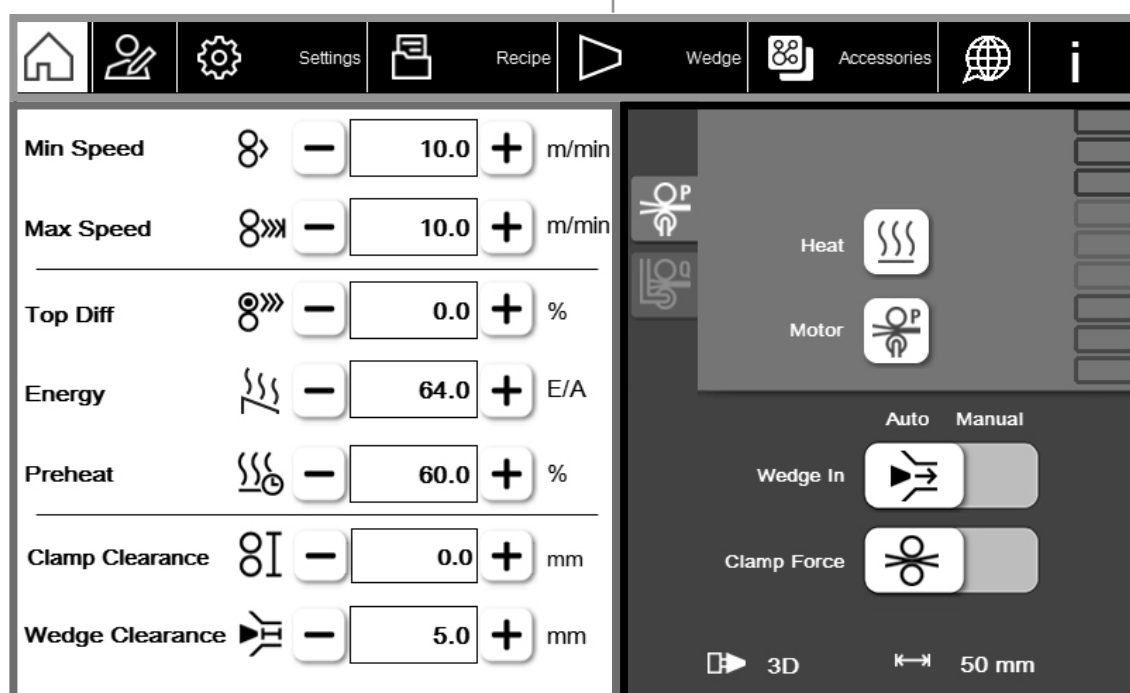 Settings Recipe Wedge Accessories i
Min Speed 10.0 m/min
Max Speed 10.0 m/min
Top Diff 0.0 %
Energy 64.0 E/A
Preheat 60.0 %
Clamp Clearance 0.0 mm
Wedge Clearance 5.0 mm
P
Q
Heat
Motor P
Auto Manual
Wedge In
Clamp Force
3D 50 mm